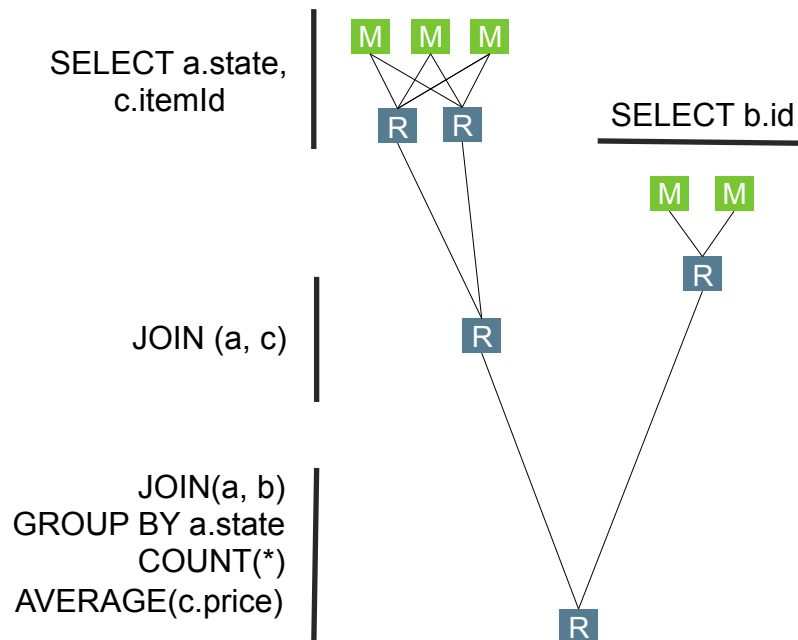 M M M
SELECT a.state,
c.itemId
R R
SELECT b.id
M M
R
JOIN (a, c)
R
JOIN(a, b)
GROUP BY a.state
COUNT(*)
AVERAGE(c.price)
R